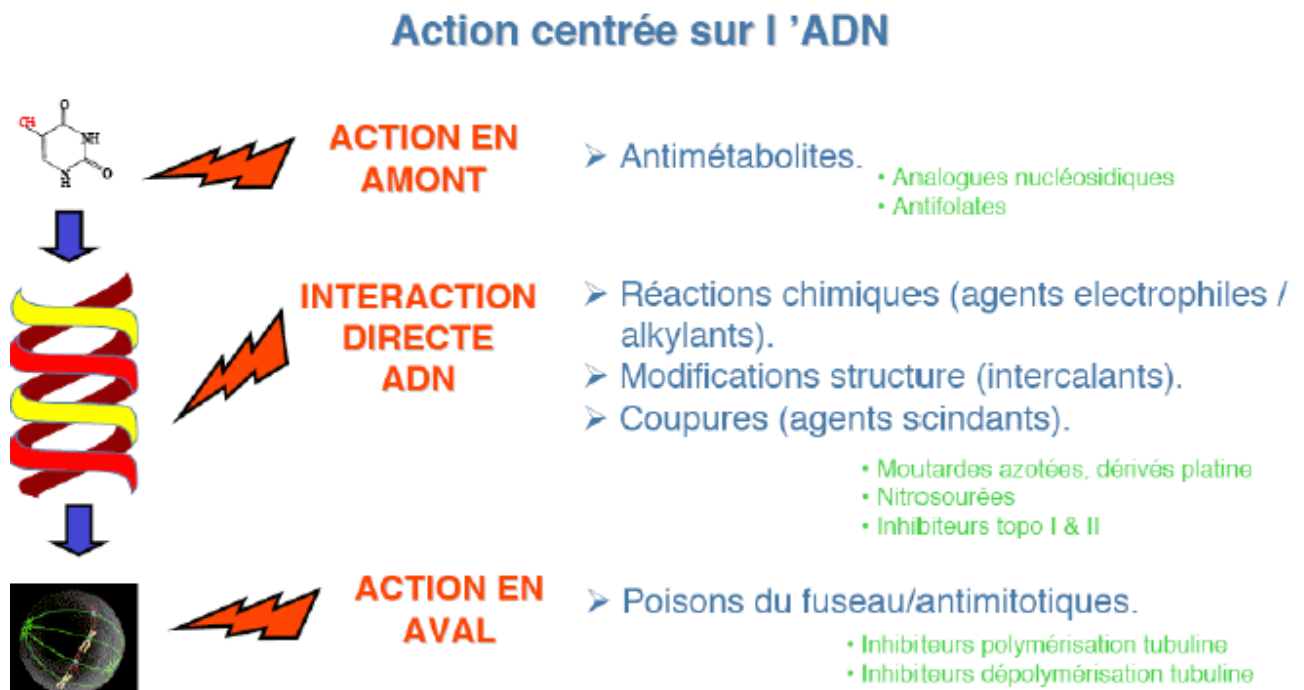 Action centrée sur l 'ADN
CH₃
O
NH
N
H
O
ACTION EN
AMONT
➢ Antimétabolites.
• Analogues nucléosidiques
• Antifolates
INTERACTION
DIRECTE
ADN
➢ Réactions chimiques (agents electrophiles /
alkylants).
➢ Modifications structure (intercalants).
➢ Coupures (agents scindants).
• Moutardes azotées, dérivés platine
• Nitrosourées
• Inhibiteurs topo I & II
ACTION EN
AVAL
➢ Poisons du fuseau/antimitotiques.
• Inhibiteurs polymérisation tubuline
• Inhibiteurs dépolymérisation tubuline